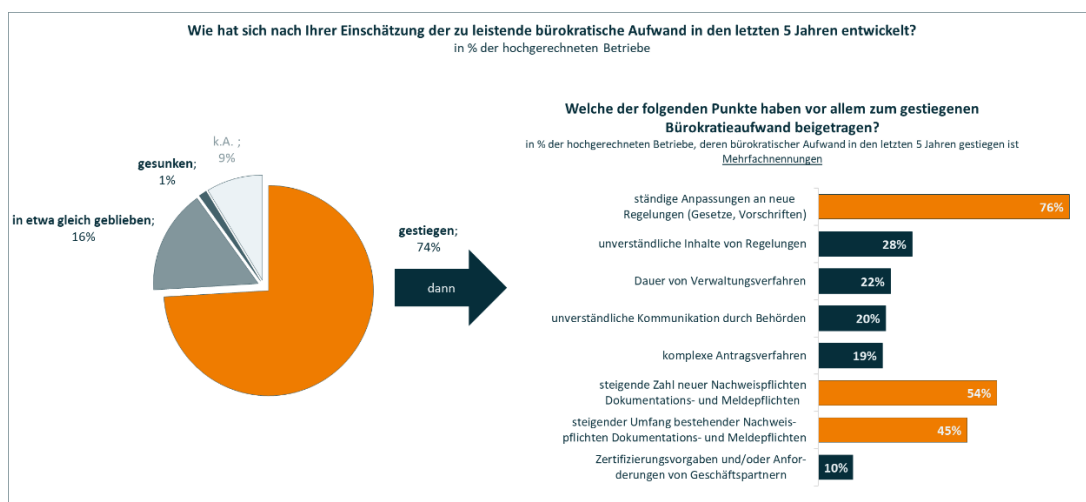 Wie hat sich nach Ihrer Einschätzung der zu leistende bürokratische Aufwand in den letzten 5 Jahren entwickelt?
in % der hochgerechneten Betriebe
k.A. ;
9%
gesunken;
1%
in etwa gleich geblieben;
16%
gestiegen;
74%
dann
Welche der folgenden Punkte haben vor allem zum gestiegenen
Bürokratieaufwand beigetragen?
in % der hochgerechneten Betriebe, deren bürokratischer Aufwand in den letzten 5 Jahren gestiegen ist
Mehrfachnennungen
ständige Anpassungen an neue
Regelungen (Gesetze, Vorschriften)
76%
unverständliche Inhalte von Regelungen
28%
Dauer von Verwaltungsverfahren
22%
unverständliche Kommunikation durch Behörden
20%
komplexe Antragsverfahren
19%
steigende Zahl neuer Nachweispflichten
Dokumentations- und Meldepflichten
54%
steigender Umfang bestehender Nachweis-
pflichten Dokumentations- und Meldepflichten
45%
Zertifizierungsvorgaben und/oder Anfor-
derungen von Geschäftspartnern
10%